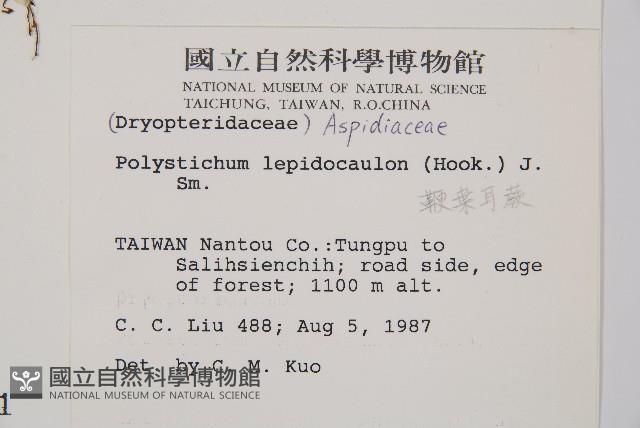 國立自然科學博物館
NATIONAL MUSEUM OF NATURAL SCIENCE
TAICHUNG, TAIWAN, R.O.CHINA
(Dryopteridaceae) Aspidiaceae
Polystichum lepidocaulon (Hook.) J.
Sm.
鞭葉耳蕨
TAIWAN Nantou Co.:Tungpu to
Salihsienchih; road side, edge
of forest; 1100 m alt.
C. C. Liu 488; Aug 5, 1987
Det. by C. M. Kuo
國立自然科學博物館
NATIONAL MUSEUM OF NATURAL SCIENCE
1